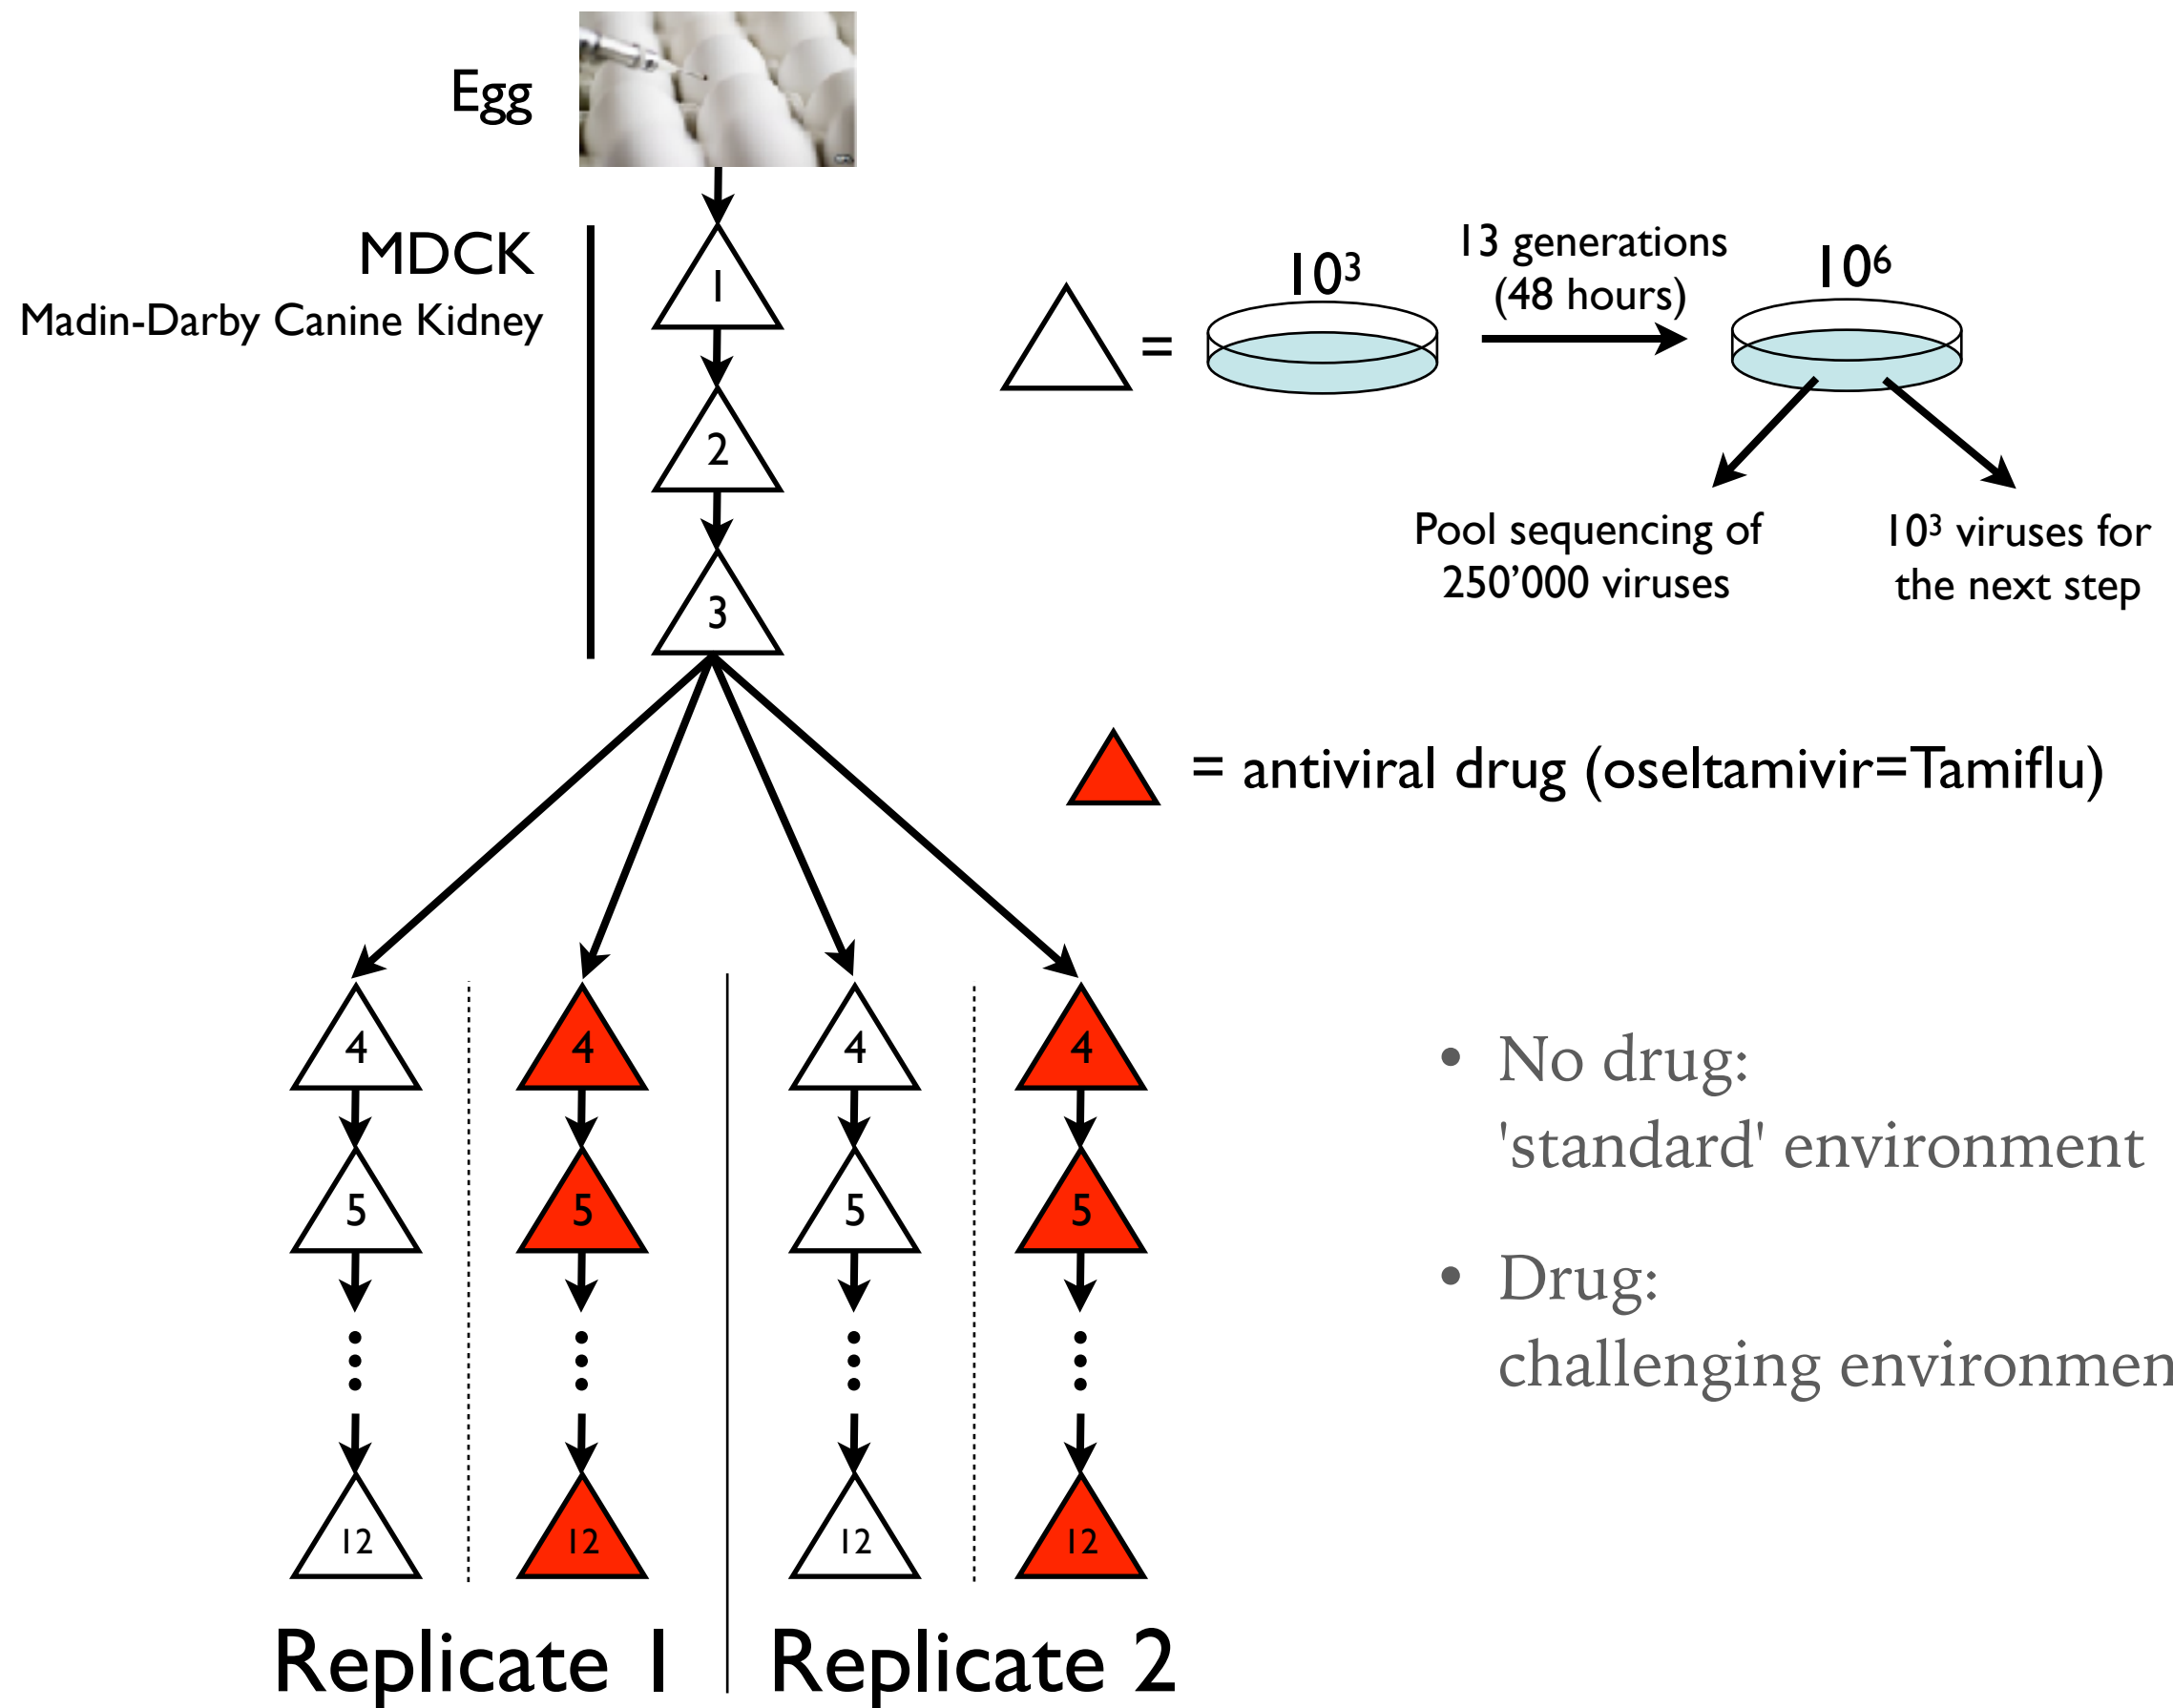 Egg
MDCK
Madin-Darby Canine Kidney
1
2
3
=
10³
13 generations
(48 hours)
10⁶
Pool sequencing of
250’000 viruses
10³ viruses for
the next step
= antiviral drug (oseltamivir=Tamiflu)
4 4 4 4
5 5 5 5
12 12 12 12
Replicate 1
Replicate 2
• No drug:
'standard' environment
• Drug:
challenging environmen